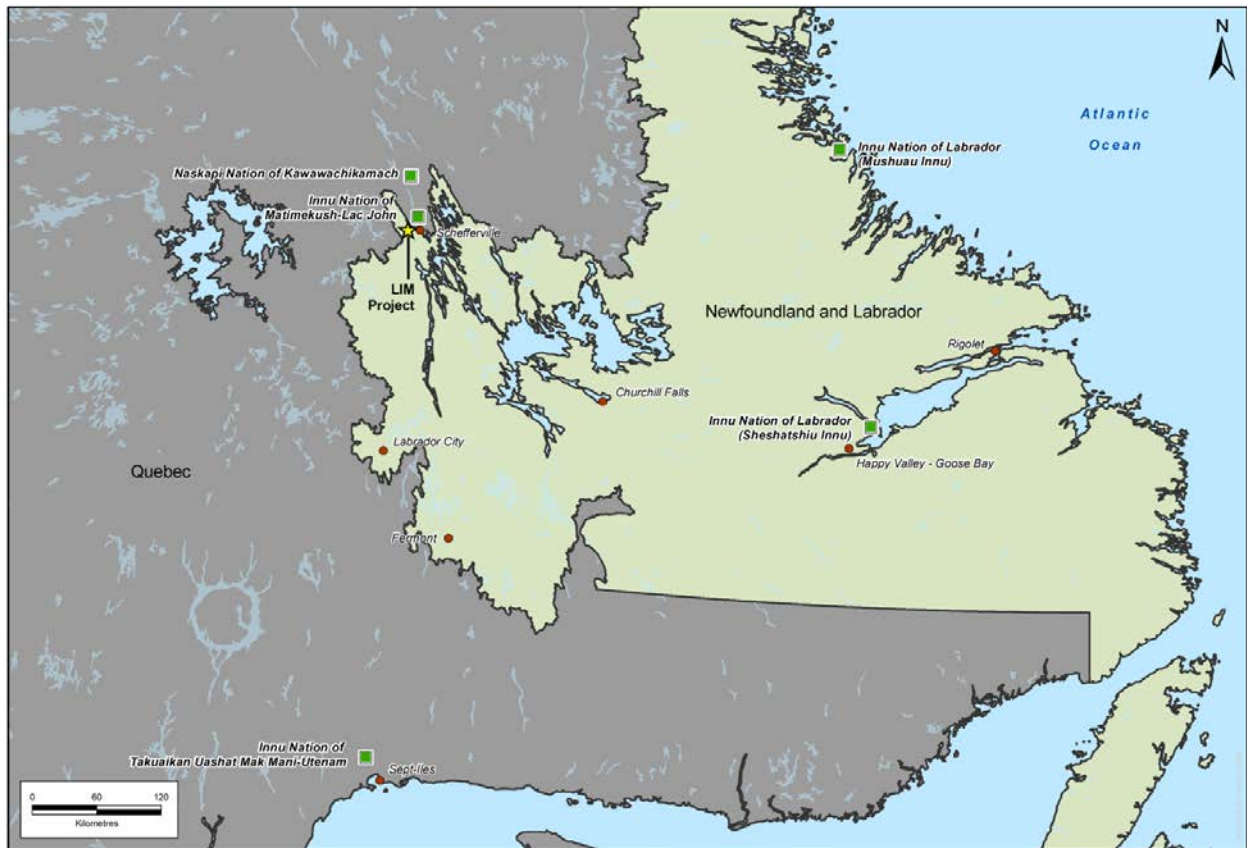 N
Atlantic
Ocean
Innu Nation of Labrador
(Mushuau Innu)
Naskapi Nation of Kawawachikamach
Innu Nation of
Matimekush-Lac John
Schefferville
LIM
Project
Newfoundland and Labrador
Rigolet
Churchill Falls
Innu Nation of Labrador
(Sheshatshiu Innu)
Labrador City
Happy Valley - Goose Bay
Quebec
Fermont
Innu Nation of
Takuaikan Uashat Mak Mani-Utenam
Sept-Iles
0 60 120
Kilometres